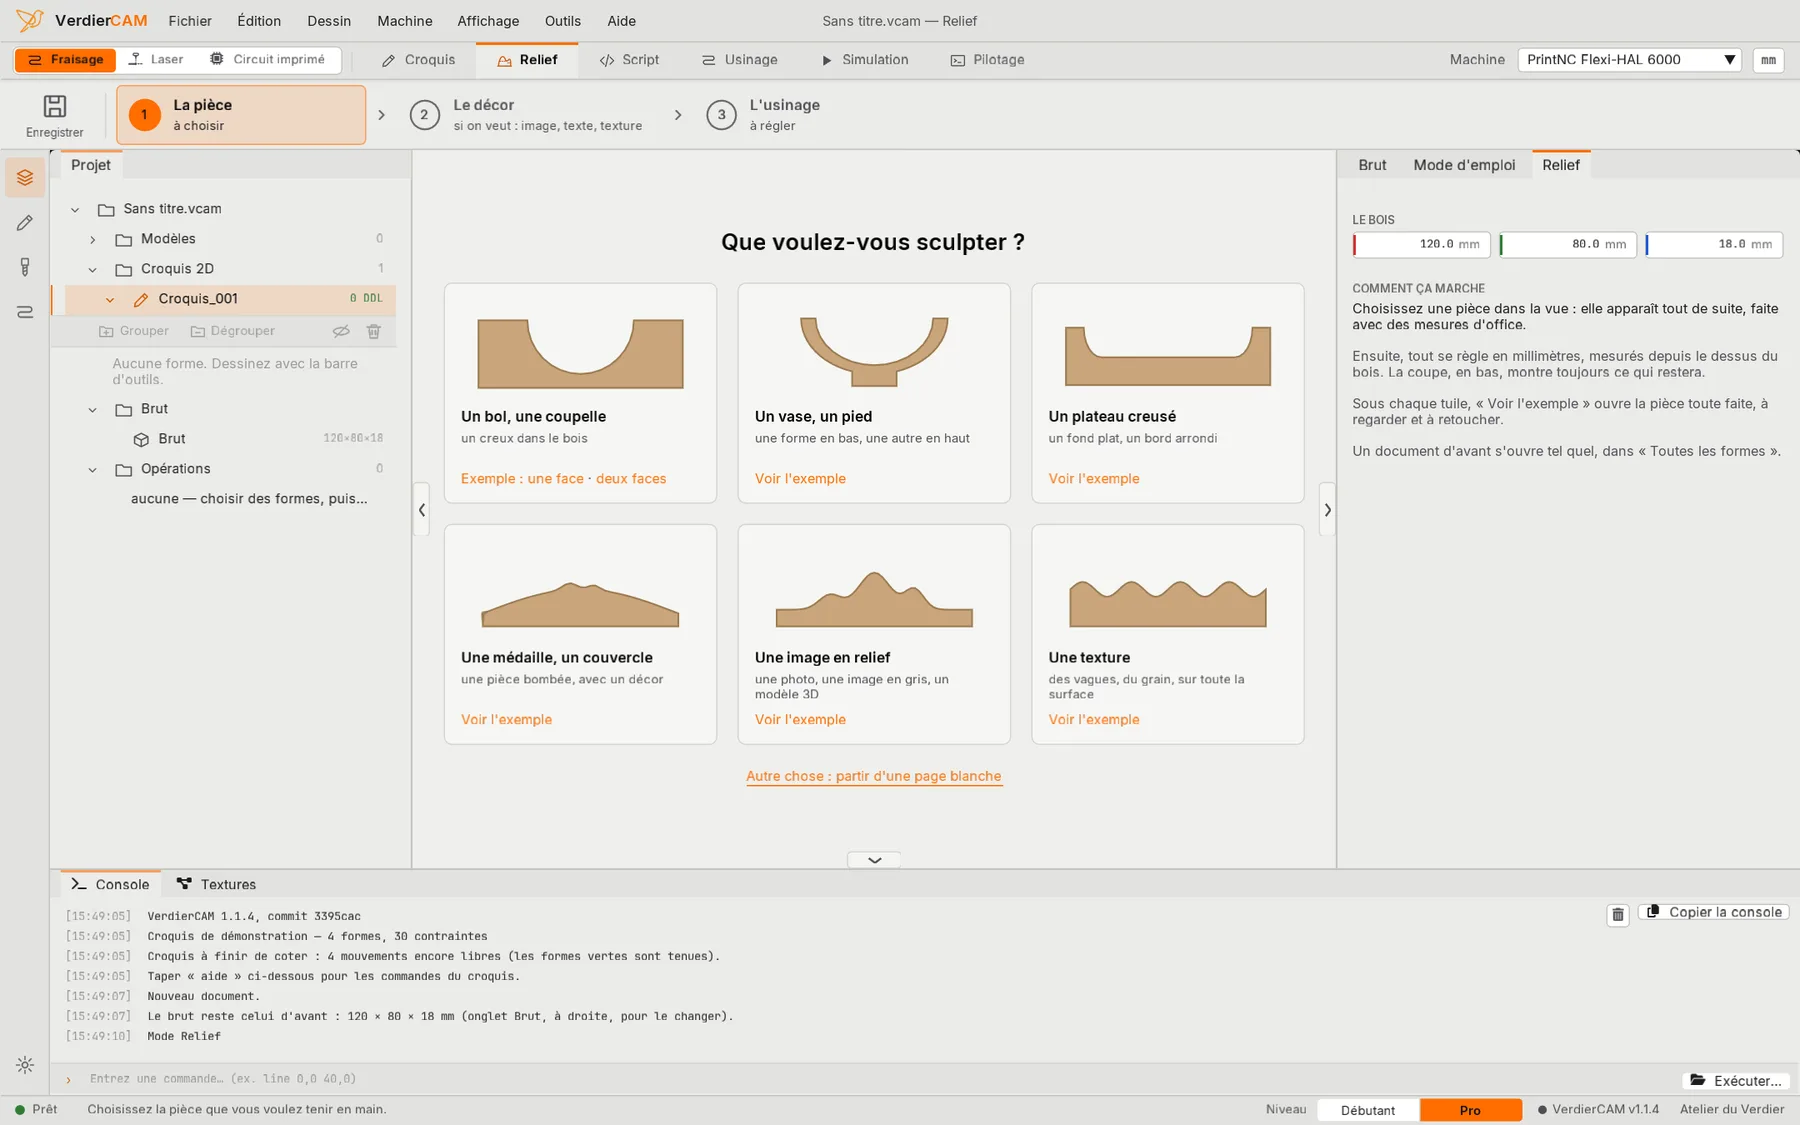 VerdierCAM
Fichier Édition Dessin Machine Affichage Outils Aide
Sans titre.vcam — Relief
Fraisage Laser Circuit imprimé
Croquis Relief Script Usinage Simulation Pilotage
Machine PrintNC Flexi-HAL 6000 mm
Enregistrer
1 La pièce
à choisir
2 Le décor
si on veut : image, texte, texture
3 L'usinage
à régler
Projet
Sans titre.vcam
Modèles 0
Croquis 2D 1
Croquis_001 0 DDL
Grouper Dégrouper
Aucune forme. Dessinez avec la barre
d'outils.
Brut
Brut 120×80×18
Opérations 0
aucune — choisir des formes, puis...
Que voulez-vous sculpter ?
Un bol, une coupelle
un creux dans le bois
Exemple : une face · deux faces
Un vase, un pied
une forme en bas, une autre en haut
Voir l'exemple
Un plateau creusé
un fond plat, un bord arrondi
Voir l'exemple
Une médaille, un couvercle
une pièce bombée, avec un décor
Voir l'exemple
Une image en relief
une photo, une image en gris, un
modèle 3D
Voir l'exemple
Une texture
des vagues, du grain, sur toute la
surface
Voir l'exemple
Autre chose : partir d'une page blanche
Brut Mode d'emploi Relief
LE BOIS
120.0 mm 80.0 mm 18.0 mm
COMMENT ÇA MARCHE
Choisissez une pièce dans la vue : elle apparaît tout de suite, faite
avec des mesures d'office.
Ensuite, tout se règle en millimètres, mesurés depuis le dessus du
bois. La coupe, en bas, montre toujours ce qui restera.
Sous chaque tuile, « Voir l'exemple » ouvre la pièce toute faite, à
regarder et à retoucher.
Un document d'avant s'ouvre tel quel, dans « Toutes les formes ».
Console Textures
Copier la console
[15:49:05] VerdierCAM 1.1.4, commit 3395cac
[15:49:05] Croquis de démonstration — 4 formes, 30 contraintes
[15:49:05] Croquis à finir de coter : 4 mouvements encore libres (les formes vertes sont tenues).
[15:49:05] Taper « aide » ci-dessous pour les commandes du croquis.
[15:49:07] Nouveau document.
[15:49:07] Le brut reste celui d'avant : 120 × 80 × 18 mm (onglet Brut, à droite, pour le changer).
[15:49:10] Mode Relief
› Entrez une commande… (ex. line 0,0 40,0)
Exécuter...
Prêt Choisissez la pièce que vous voulez tenir en main.
Niveau Débutant Pro VerdierCAM v1.1.4 Atelier du Verdier